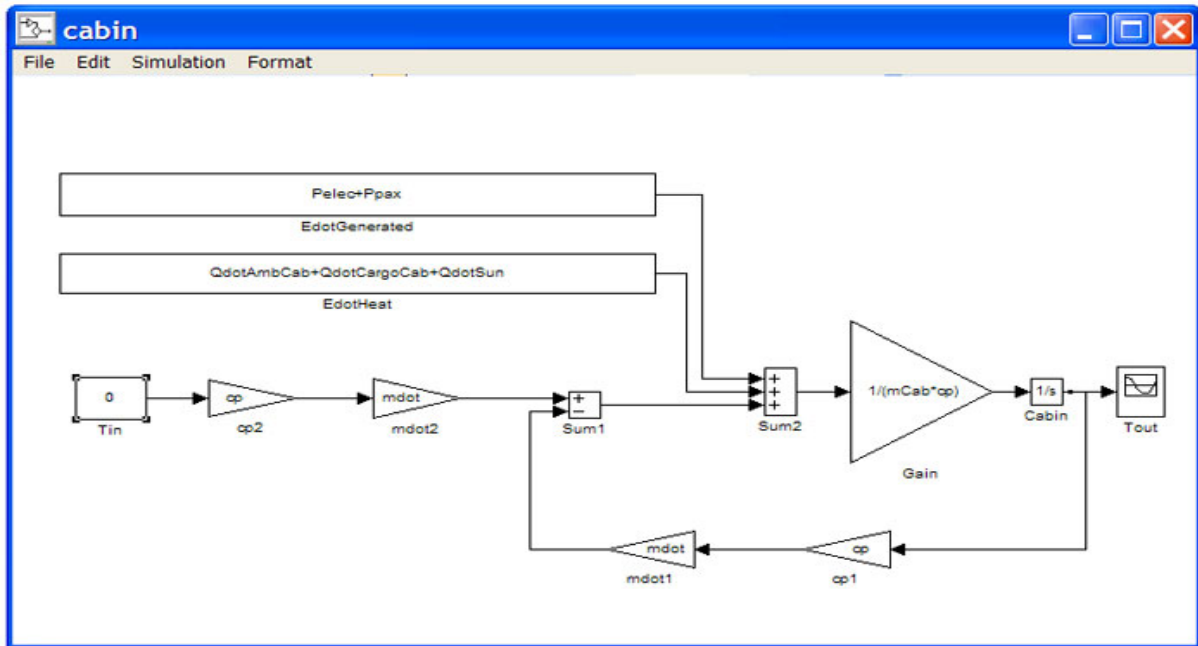 cabin
File Edit Simulation Format
Pelec+Ppax
EdotGenerated
QdotAmbCab+QdotCargoCab+QdotSun
EdotHeat
0
Tin
cp
cp2
mdot
mdot2
+
−
Sum1
+
+
+
Sum2
1/(mCab*cp)
Gain
1/s
Cabin
Tout
mdot
mdot1
cp
cp1